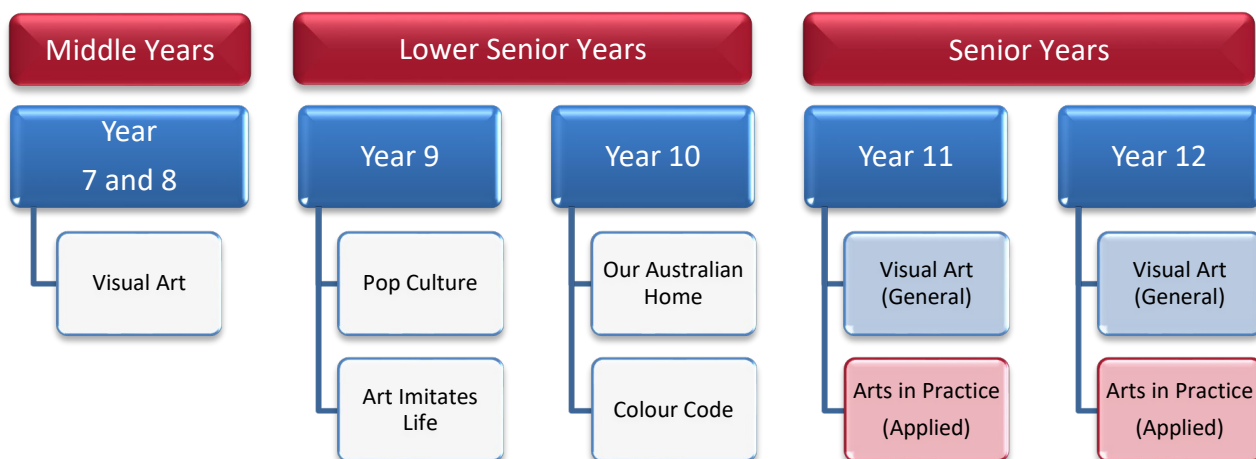 Middle Years
Lower Senior Years
Senior Years
Year
7 and 8
Year 9
Year 10
Year 11
Year 12
Visual Art
Pop Culture
Our Australian
Home
Visual Art
(General)
Visual Art
(General)
Art Imitates
Life
Colour Code
Arts in Practice
(Applied)
Arts in Practice
(Applied)